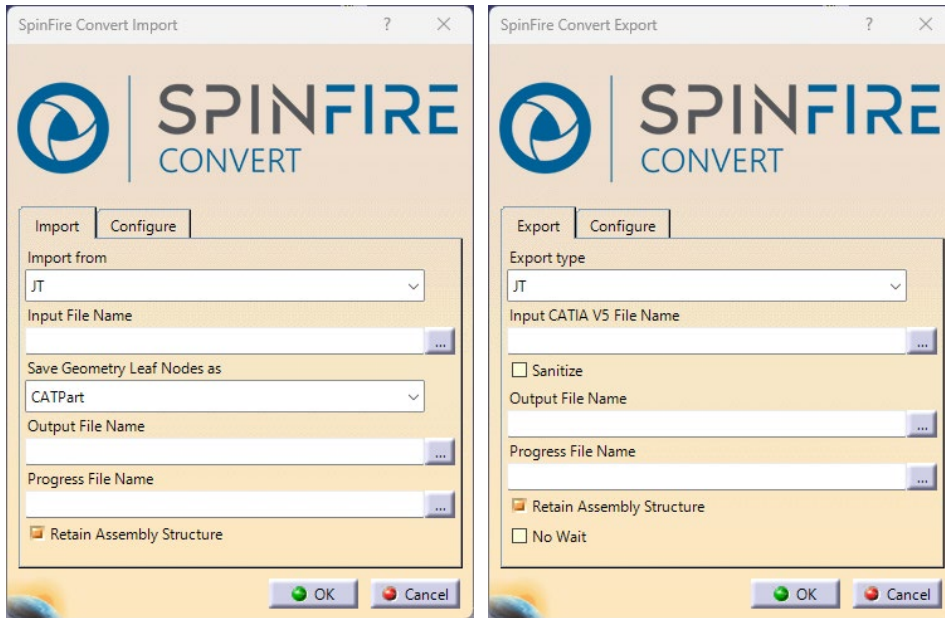 SpinFire Convert Import ?
SPINFIRE
CONVERT
Import Configure
Import from
JT
Input File Name
...
Save Geometry Leaf Nodes as
CATPart
Output File Name
...
Progress File Name
...
Retain Assembly Structure
OK Cancel
SpinFire Convert Export ?
SPINFIRE
CONVERT
Export Configure
Export type
JT
Input CATIA V5 File Name
...
Sanitize
Output File Name
...
Progress File Name
...
Retain Assembly Structure
No Wait
OK Cancel